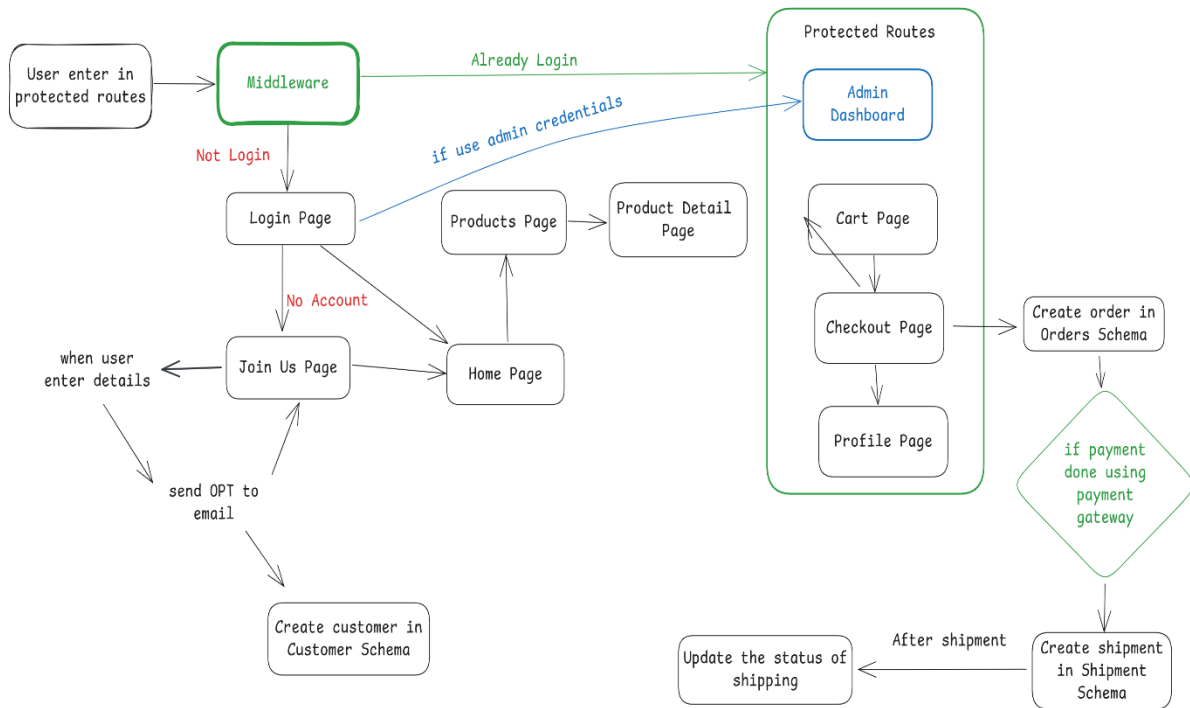 User enter in
protected routes
Middleware
Already Login
Protected Routes
Admin
Dashboard
if use admin credentials
Not Login
Login Page
Products Page
Product Detail
Page
Cart Page
No Account
Checkout Page
Create order in
Orders Schema
when user
enter details
Join Us Page
Home Page
Profile Page
if payment
done using
payment
gateway
send OPT to
email
Create customer in
Customer Schema
Update the status of
shipping
After shipment
Create shipment
in Shipment
Schema